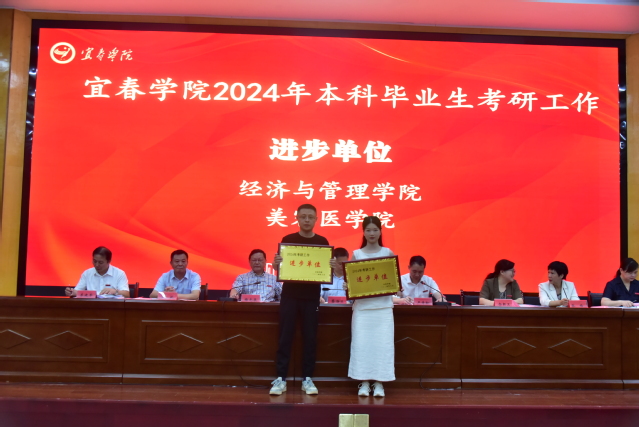 宜春学院
宜春学院2024年本科毕业生考研工作
进步单位
经济与管理学院
美容医学院
进步单位
进步单位